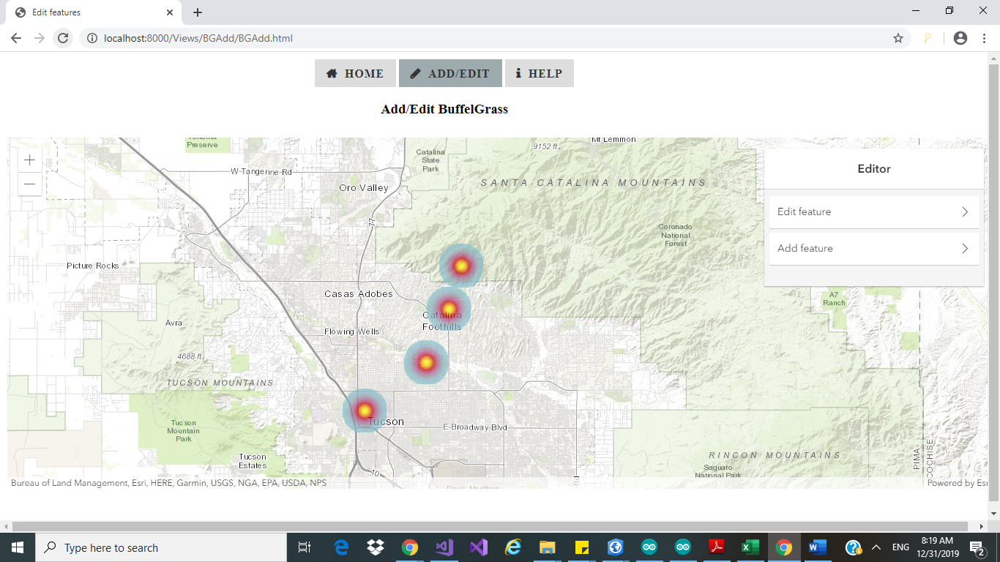 Edit features
localhost:8000/Views/BGAdd/BGAdd.html
HOME ADD/EDIT HELP
Add/Edit BuffelGrass
Preserve
Mt Lemmon
9152 ft.
Catalina
State
Park
W Tangerine Rd
SANTA CATALINA MOUNTAINS
Oro Valley
77
Editor
Edit feature
Add feature
Coronado
National
Forest
Picture Rocks
Casas Adobes
A7
Ranch
Catalina
Foothills
Avra
Flowing Wells
4688 ft.
TUCSON MOUNTAINS
Tucson
E Broadway Blvd
Tucson
Mountain
Park
Tucson
Estates
10
RINCON MOUNTAINS
PIMA
COCHISE
Saguaro
National Park
Davis-Monthan
Rd
Bureau of Land Management, Esri, HERE, Garmin, USGS, NGA, EPA, USDA, NPS
Powered by Esri
Type here to search
ENG
8:19 AM
12/31/2019
2